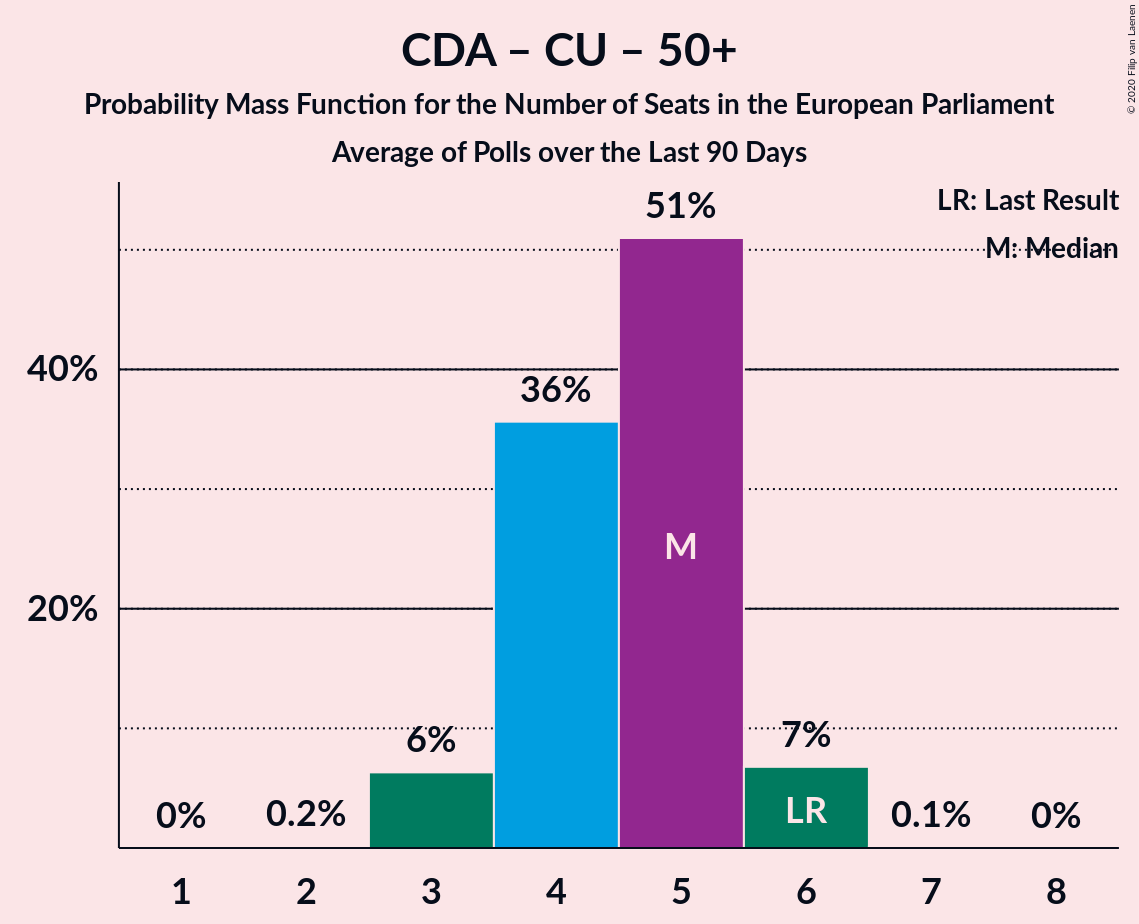 CDA – CU – 50+
Probability Mass Function for the Number of Seats in the European Parliament
Average of Polls over the Last 90 Days
© 2020 Filip van Laenen
LR: Last Result
M: Median
51%
40%
36%
M
20%
6%
7%
LR
0%
0.2%
0.1%
0%
1 2 3 4 5 6 7 8